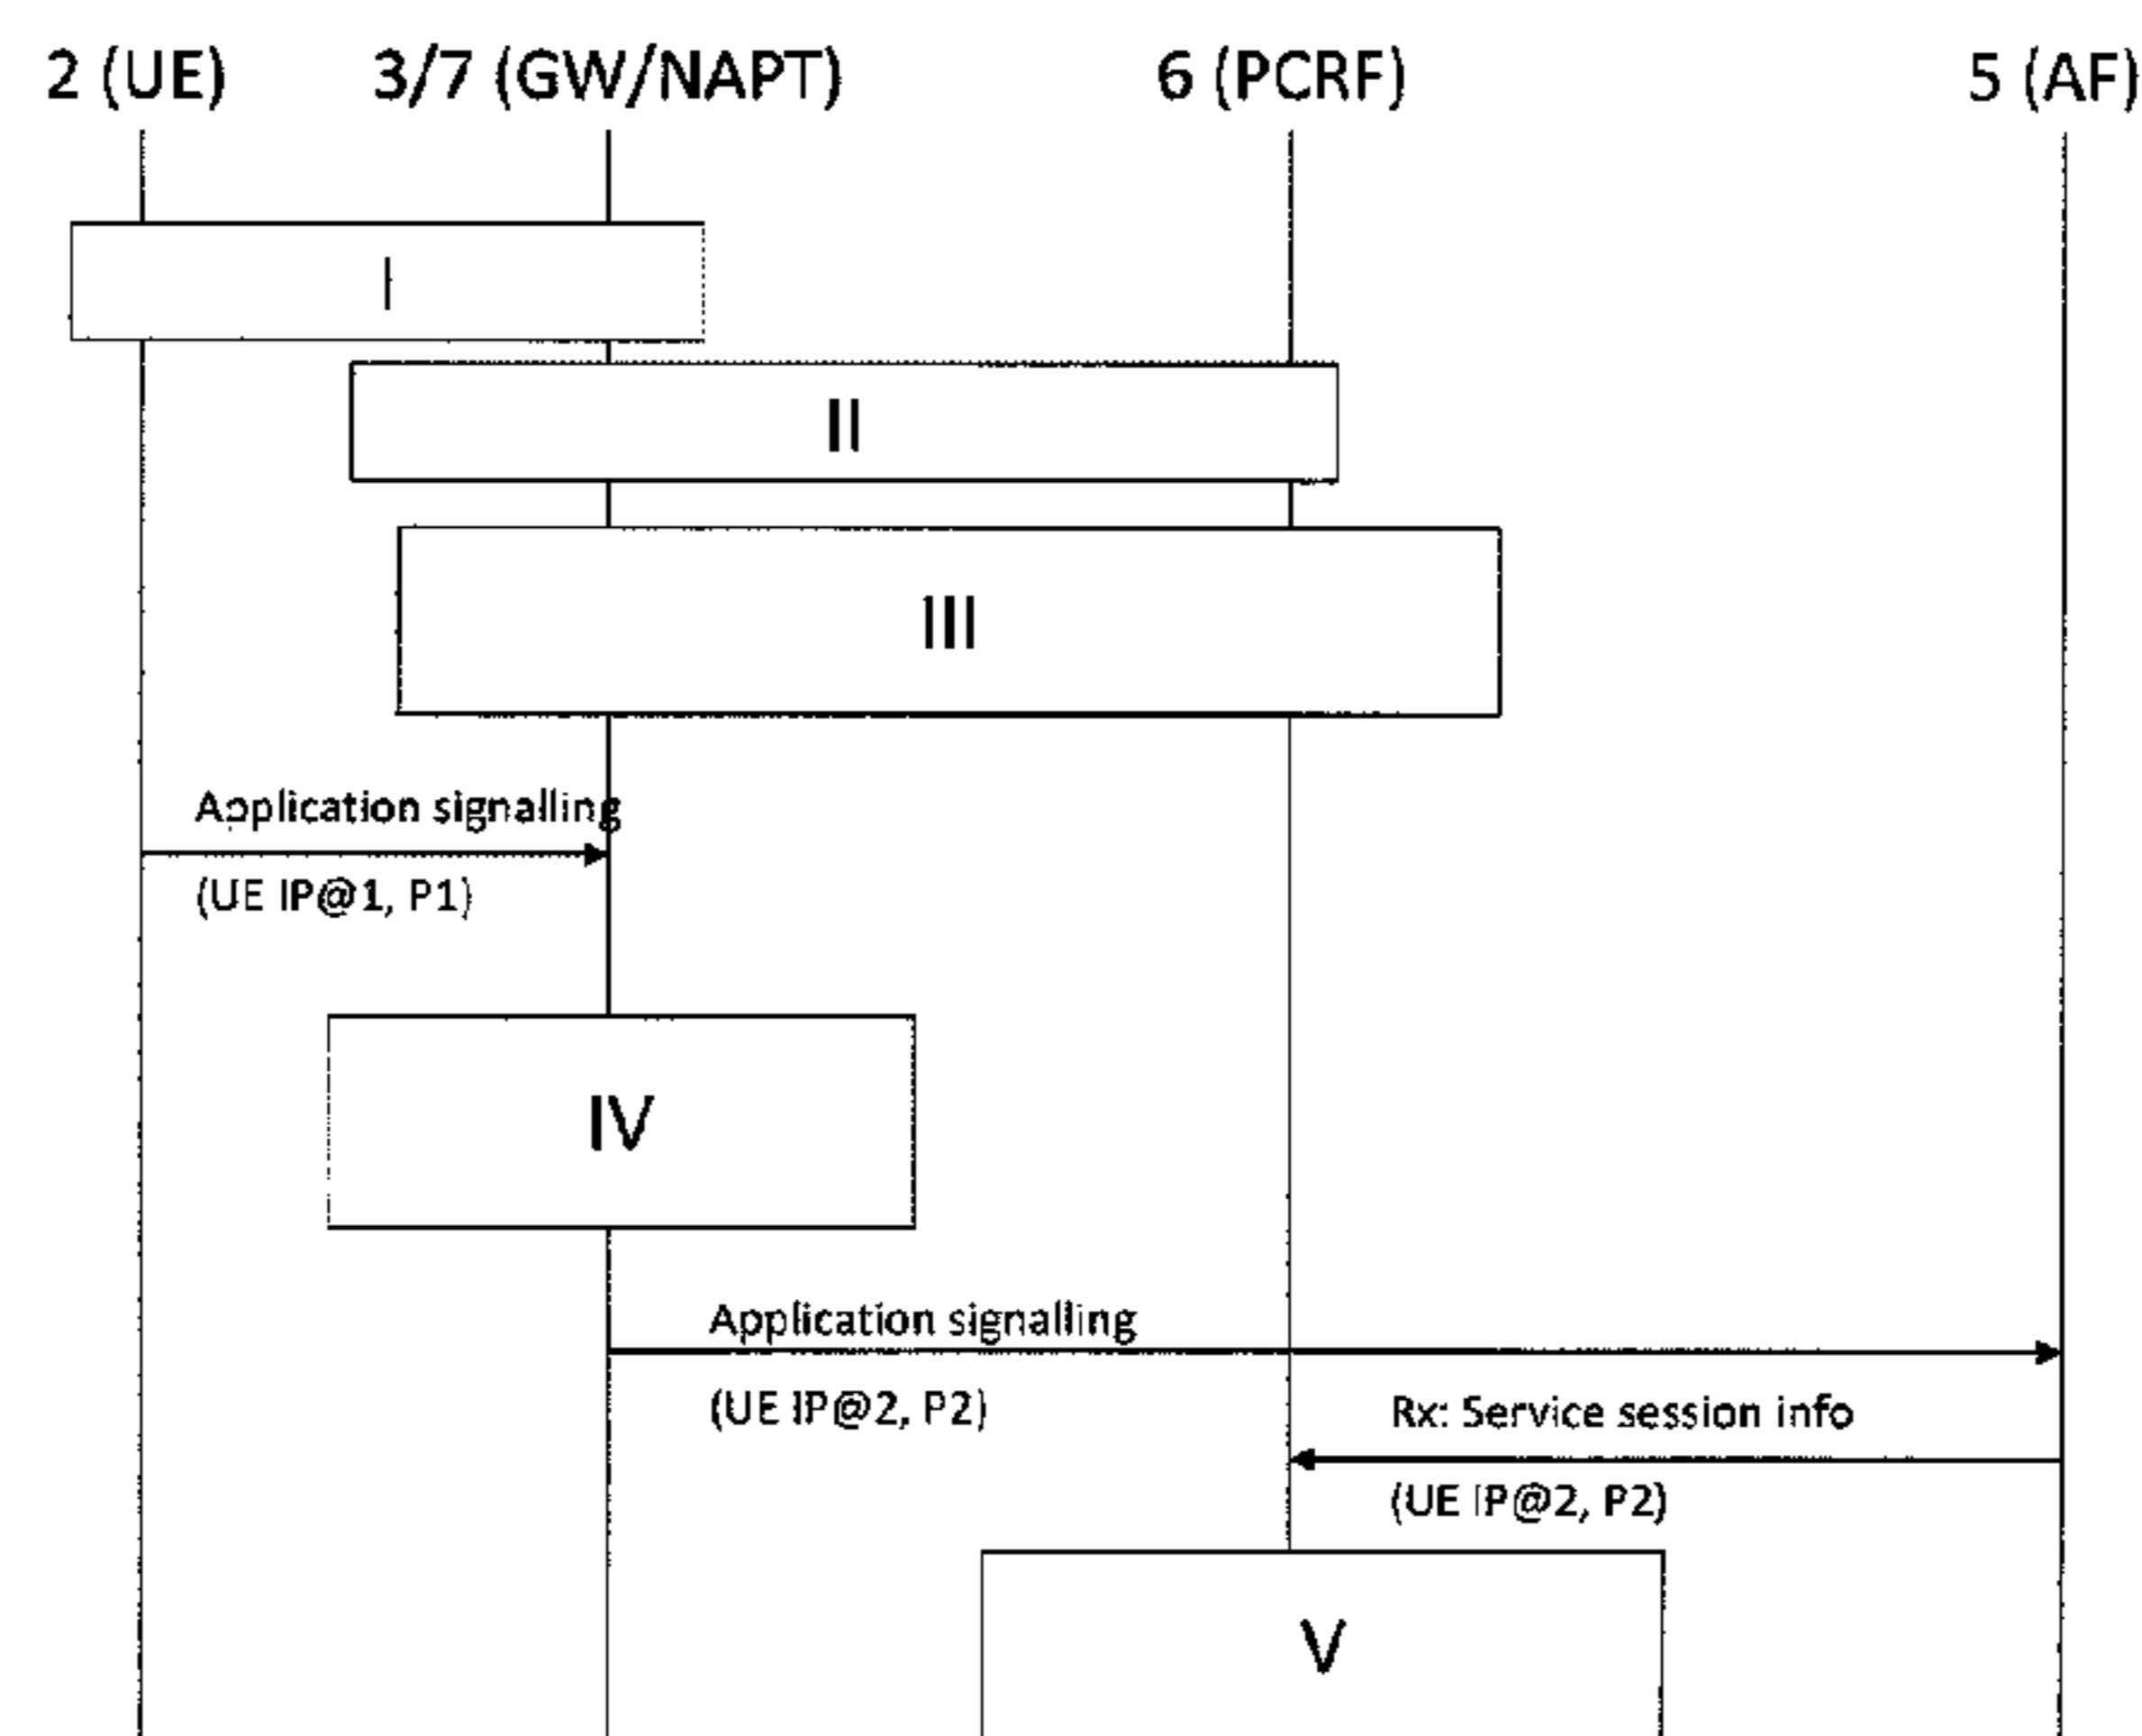 2 (UE)
3/7 (GW/NAPT)
6 (PCRF)
5 (AF)
I
II
III
Application signalling
(UE IP@1, P1)
IV
Application signalling
(UE IP@2, P2)
Rx: Service session info
(UE IP@2, P2)
V